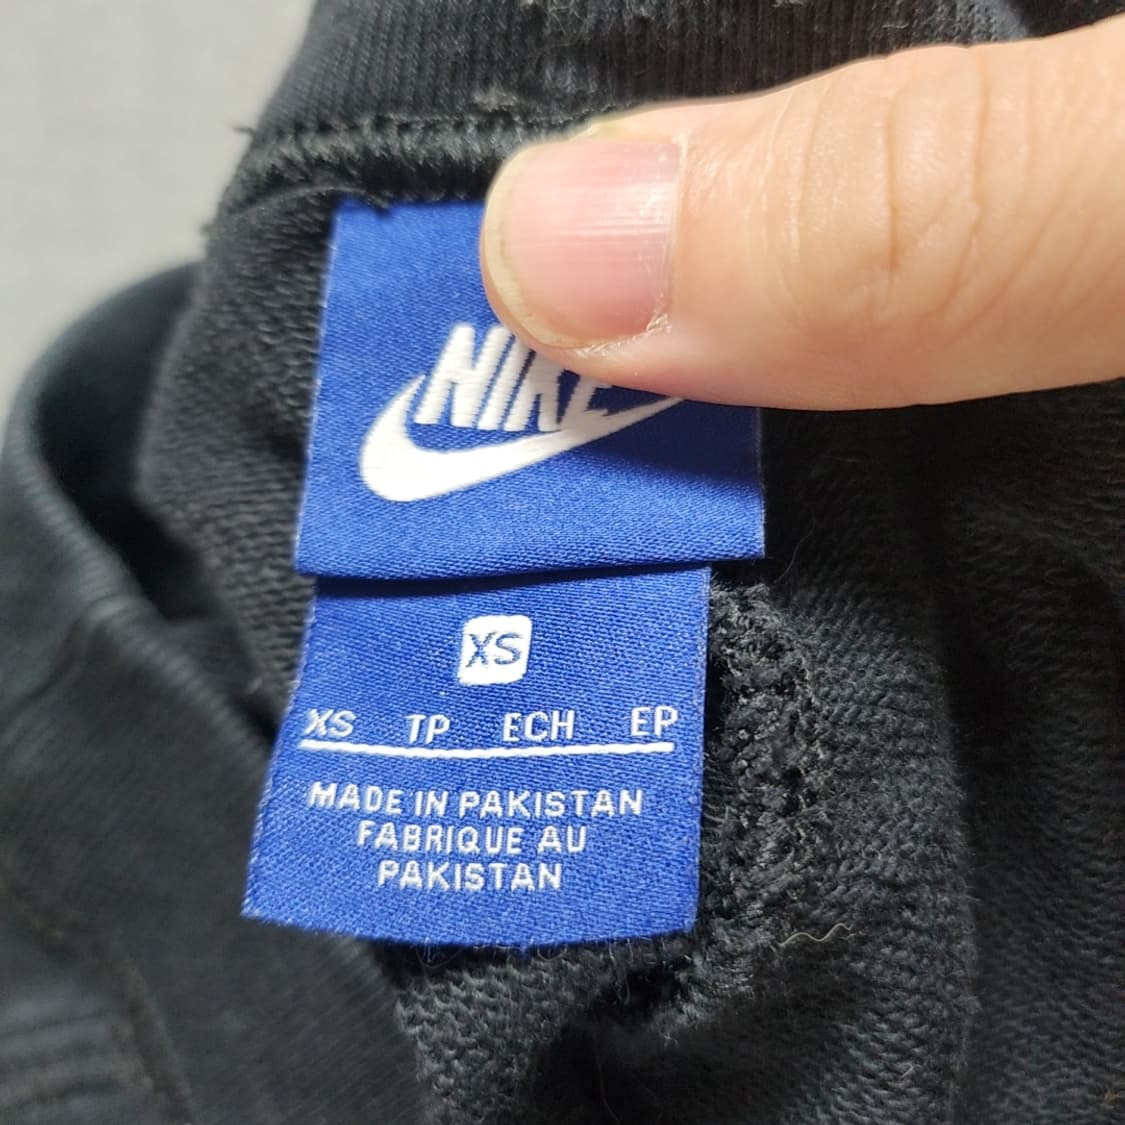 NIKE
XS
XS TP ECH EP
MADE IN PAKISTAN
FABRIQUE AU
PAKISTAN